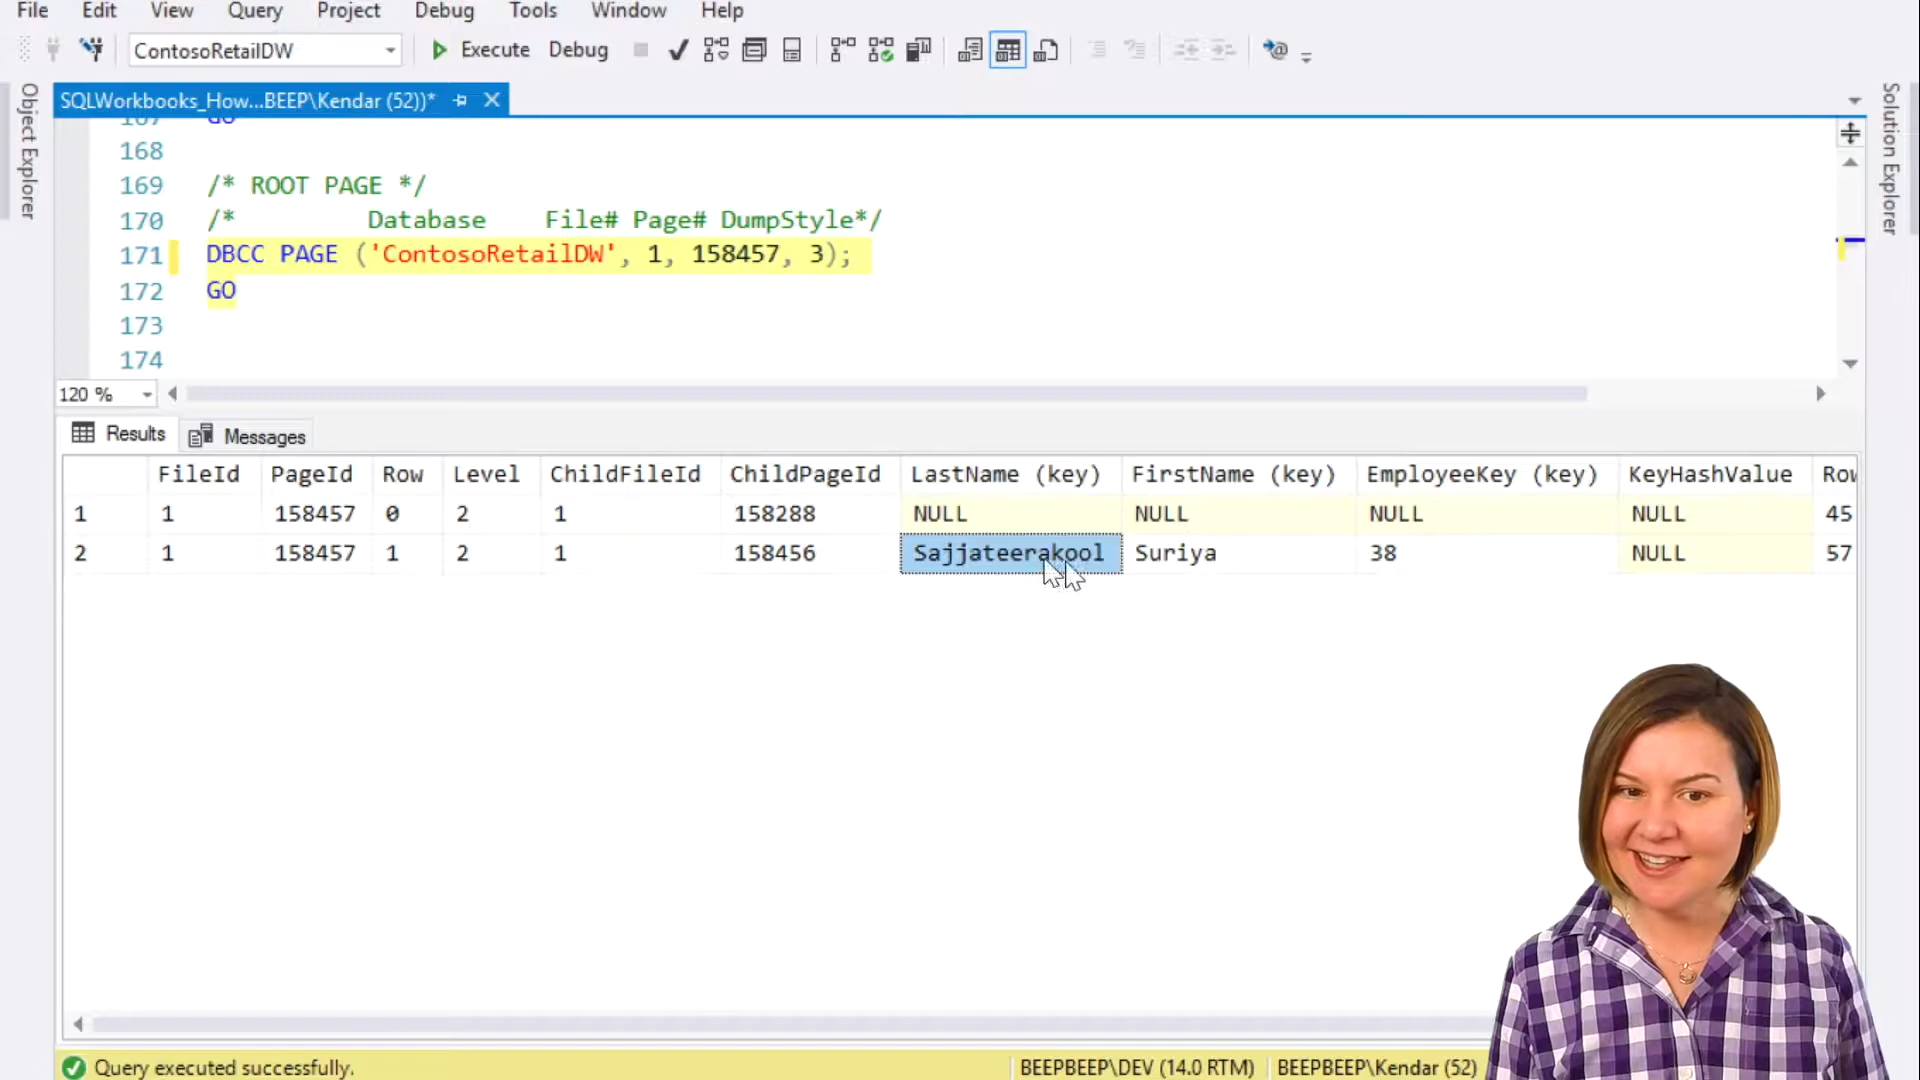 File Edit View Query Project Debug Tools Window Help
ContosoRetailDW Execute Debug
SQLWorkbooks_How...BEEP\Kendar (52))*
Object Explorer
Solution Explorer
167 GO
168
169 /* ROOT PAGE */
170 /* Database File# Page# DumpStyle*/
171 DBCC PAGE ('ContosoRetailDW', 1, 158457, 3);
172 GO
173
174
120 %
Results Messages
FileId PageId Row Level ChildFileId ChildPageId LastName (key) FirstName (key) EmployeeKey (key) KeyHashValue Row
1 1 158457 0 2 1 158288 NULL NULL NULL NULL 45
2 1 158457 1 2 1 158456 Sajjateerakool Suriya 38 NULL 57
Query executed successfully. BEEPBEEP\DEV (14.0 RTM) BEEPBEEP\Kendar (52)